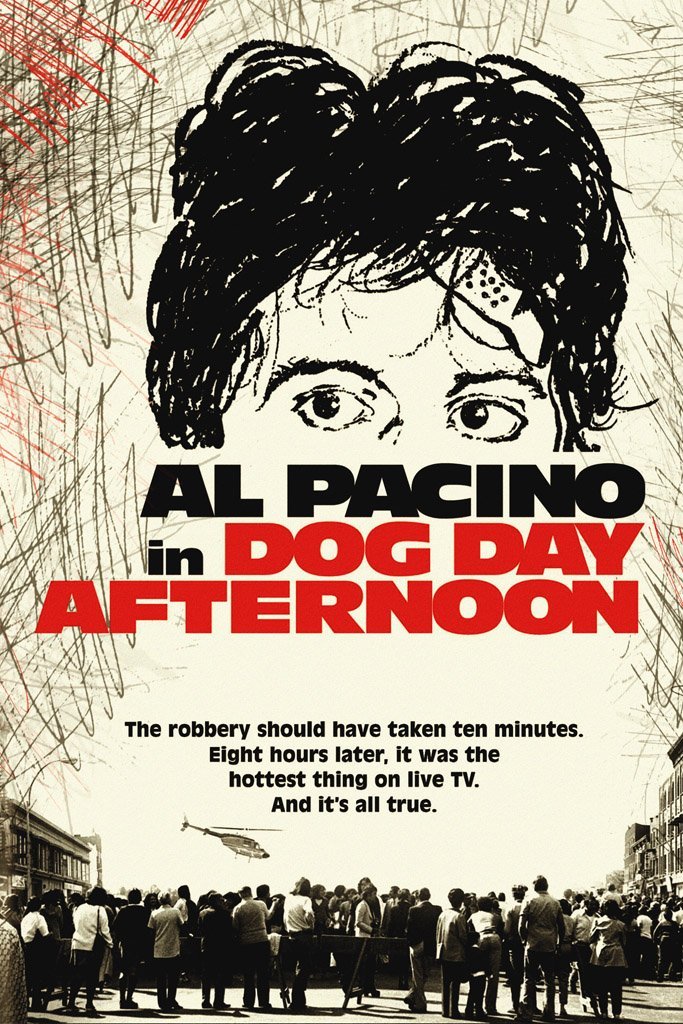 AL PACINO
in DOG DAY
AFTERNOON
The robbery should have taken ten minutes.
Eight hours later, it was the
hottest thing on live TV.
And it's all true.